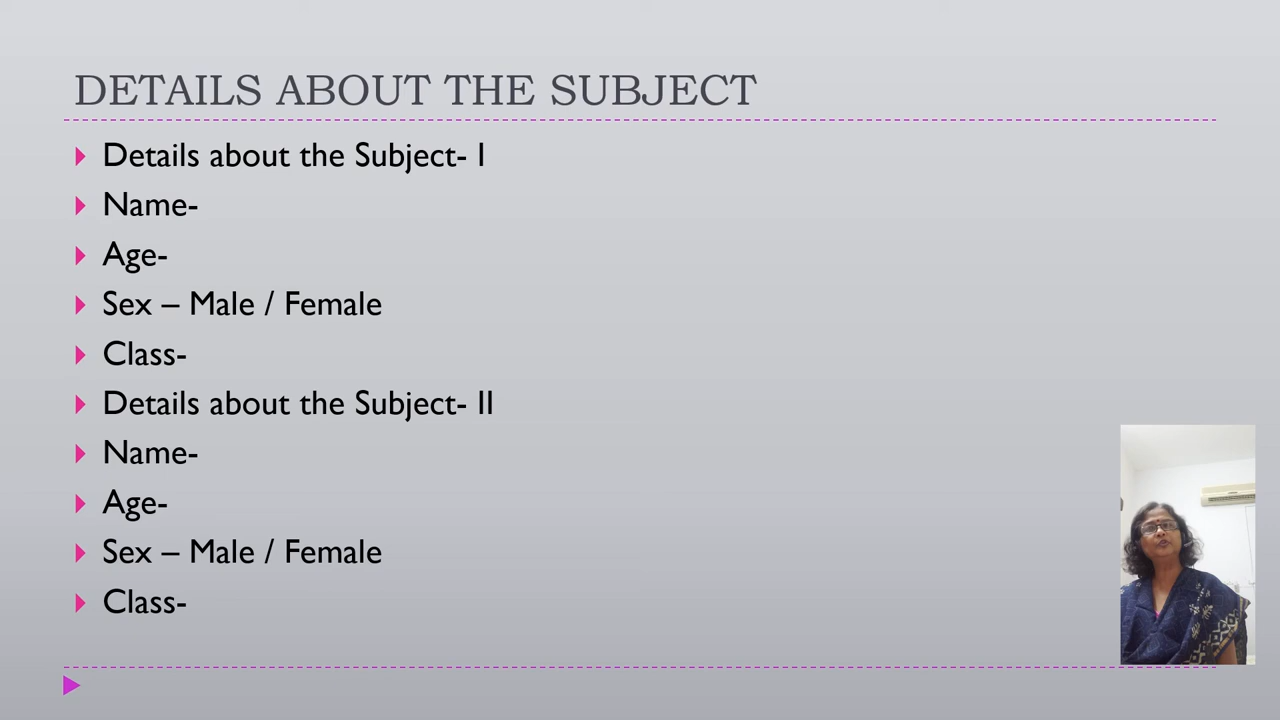 DETAILS ABOUT THE SUBJECT
Details about the Subject- I
Name-
Age-
Sex – Male / Female
Class-
Details about the Subject- II
Name-
Age-
Sex – Male / Female
Class-